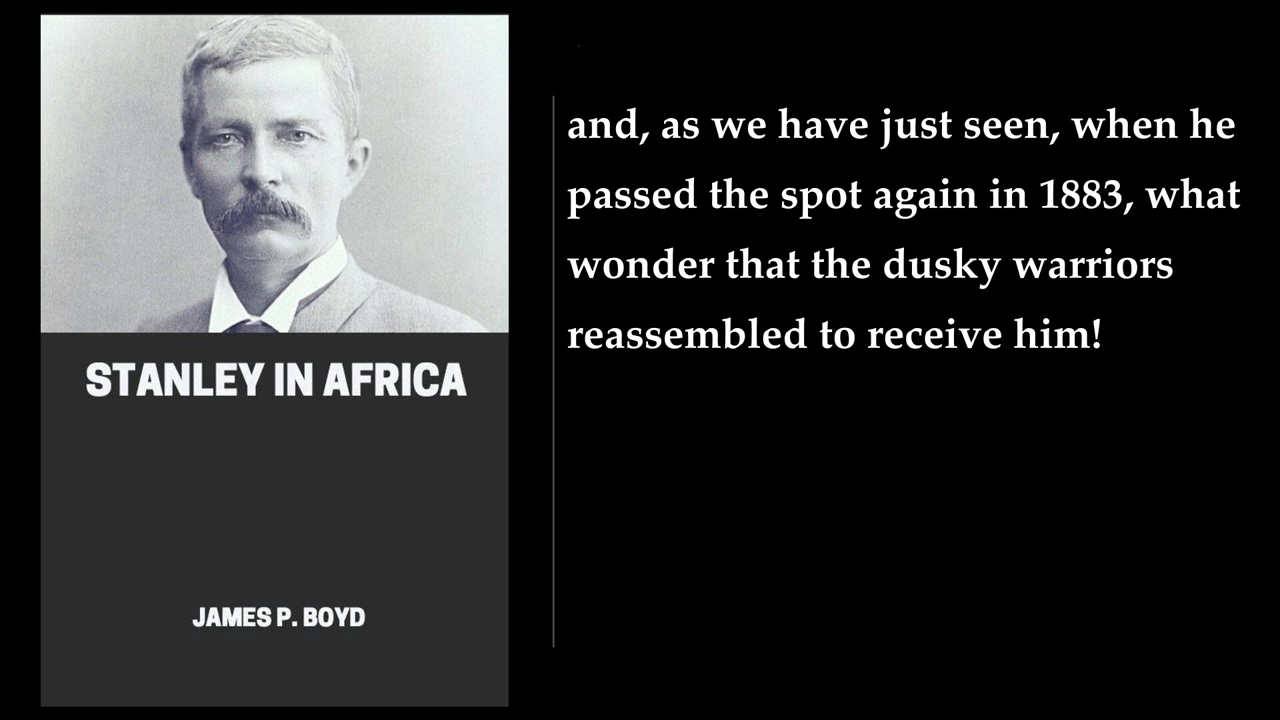 STANLEY IN AFRICA
JAMES P. BOYD
and, as we have just seen, when he
passed the spot again in 1883, what
wonder that the dusky warriors
reassembled to receive him!